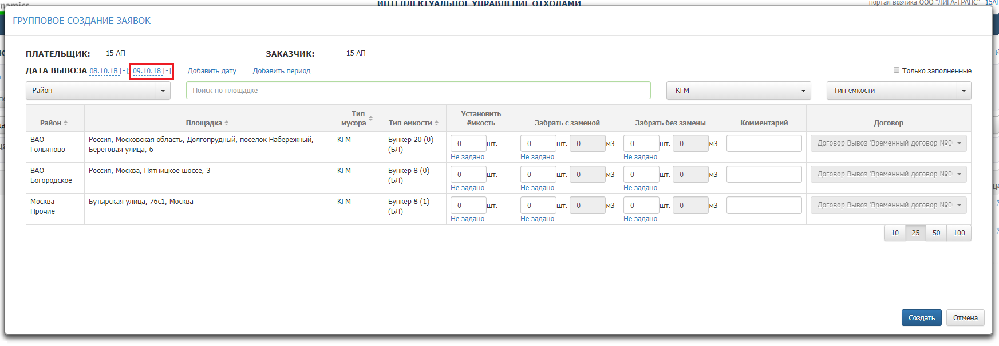 namics
ИНТЕЛЛЕКТУАЛЬНОЕ УПРАВЛЕНИЕ ОТХОДАМИ
портал возчика ООО "ЛИГА-ТРАНС" 15АП
ГРУППОВОЕ СОЗДАНИЕ ЗАЯВОК
ПЛАТЕЛЬЩИК: 15 АП ЗАКАЗЧИК: 15 АП
ДАТА ВЫВОЗА 08.10.18 [-], 09.10.18 [-] Добавить дату Добавить период Только заполненные
Район Поиск по площадке КГМ Тип емкости
Район Площадка Тип мусора Тип емкости Установить ёмкость Забрать с заменой Забрать без замены Комментарий Договор
ВАО Гольяново Россия, Московская область, Долгопрудный, поселок Набережный, Береговая улица, 6 КГМ Бункер 20 (0) (БЛ) 0 шт. 0 шт. 0 м3 0 шт. 0 м3 Договор Вывоз 'Временный договор №0
Не задано Не задано Не задано
ВАО Богородское Россия, Москва, Пятницкое шоссе, 3 КГМ Бункер 8 (0) (БЛ) 0 шт. 0 шт. 0 м3 0 шт. 0 м3 Договор Вывоз 'Временный договор №0
Не задано Не задано Не задано
Москва Прочие Бутырская улица, 76с1, Москва КГМ Бункер 8 (1) (БЛ) 0 шт. 0 шт. 0 м3 0 шт. 0 м3 Договор Вывоз 'Временный договор №0
Не задано Не задано Не задано
10 25 50 100
Создать Отмена